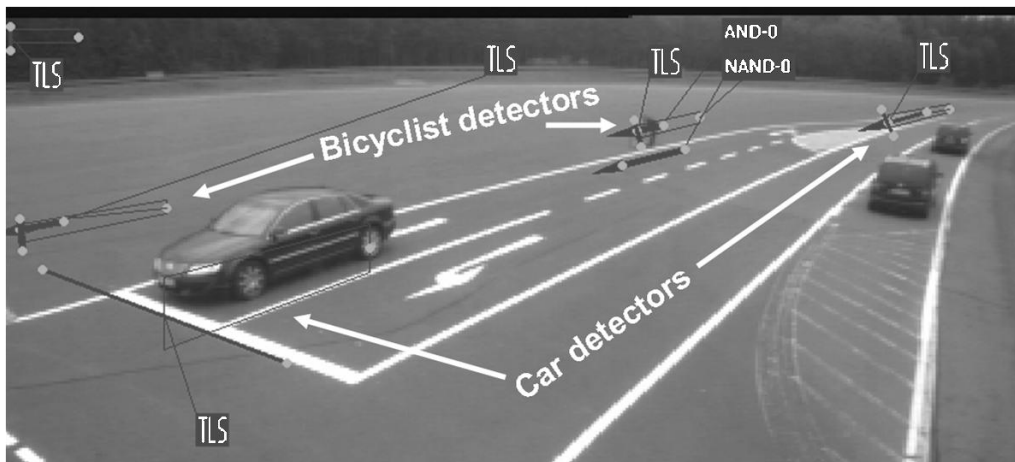 AND-0
TLS
TLS
TLS
TLS
NAND-0
Bicyclist detectors
Car detectors
TLS